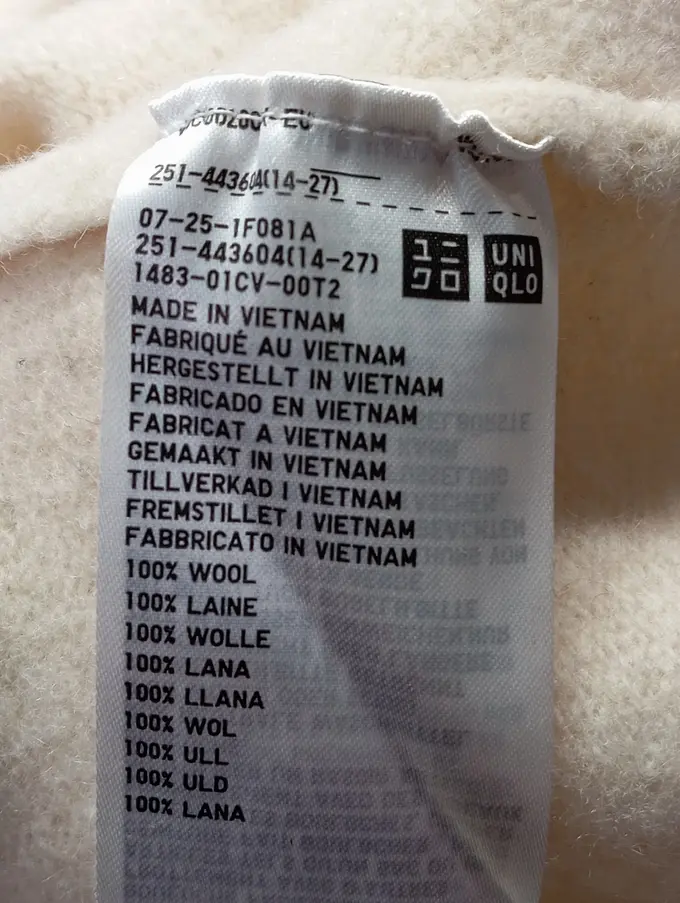 251-443604(14-27)
07-25-1F081A
251-443604(14-27)
1483-01CV-00T2
ユニ
クロ
UNI
QLO
MADE IN VIETNAM
FABRIQUÉ AU VIETNAM
HERGESTELLT IN VIETNAM
FABRICADO EN VIETNAM
FABRICAT A VIETNAM
GEMAAKT IN VIETNAM
TILLVERKAD I VIETNAM
FREMSTILLET I VIETNAM
FABBRICATO IN VIETNAM
100% WOOL
100% LAINE
100% WOLLE
100% LANA
100% LLANA
100% WOL
100% ULL
100% ULD
100% LANA